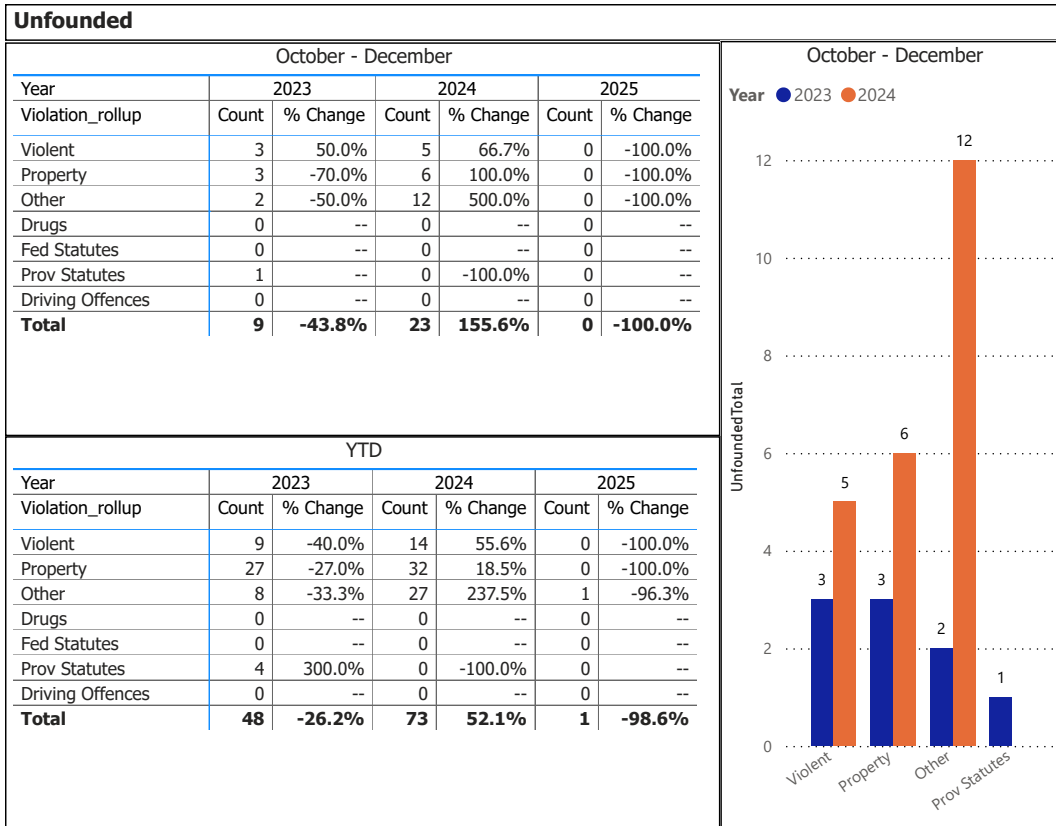 Unfounded
October - December
Year 2023 2024 2025
Violation_rollup Count % Change Count % Change Count % Change
Violent 3 50.0% 5 66.7% 0 -100.0%
Property 3 -70.0% 6 100.0% 0 -100.0%
Other 2 -50.0% 12 500.0% 0 -100.0%
Drugs 0 -- 0 -- 0 --
Fed Statutes 0 -- 0 -- 0 --
Prov Statutes 1 -- 0 -100.0% 0 --
Driving Offences 0 -- 0 -- 0 --
Total 9 -43.8% 23 155.6% 0 -100.0%
YTD
Year 2023 2024 2025
Violation_rollup Count % Change Count % Change Count % Change
Violent 9 -40.0% 14 55.6% 0 -100.0%
Property 27 -27.0% 32 18.5% 0 -100.0%
Other 8 -33.3% 27 237.5% 1 -96.3%
Drugs 0 -- 0 -- 0 --
Fed Statutes 0 -- 0 -- 0 --
Prov Statutes 4 300.0% 0 -100.0% 0 --
Driving Offences 0 -- 0 -- 0 --
Total 48 -26.2% 73 52.1% 1 -98.6%
October - December
Year 2023 2024
12
12
10
8
UnfoundedTotal
6
6
5
4
3 3
2
2
1
0
Violent Property Other Prov Statutes